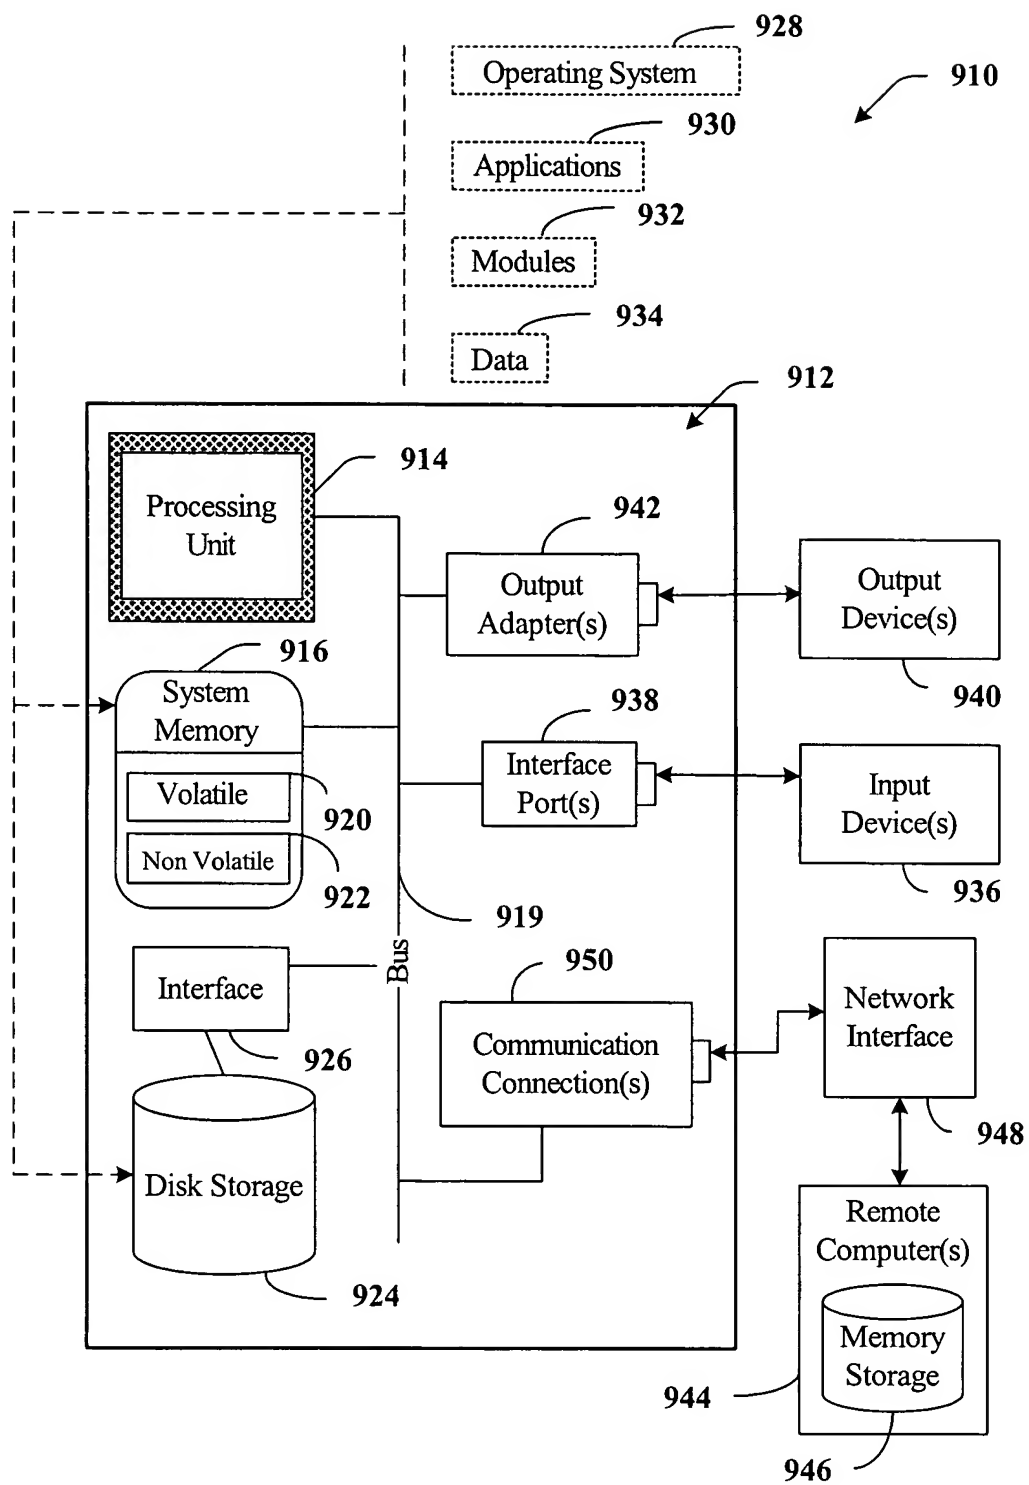 928
Operating System
910
930
Applications
932
Modules
934
Data
912
914
Processing
Unit
942
Output
Adapter(s)
Output
Device(s)
940
916
System
Memory
938
Interface
Port(s)
Input
Device(s)
936
Volatile
920
Non Volatile
922
919
Bus
950
Interface
926
Communication
Connection(s)
Network
Interface
948
Disk Storage
924
Remote
Computer(s)
Memory
Storage
944
946